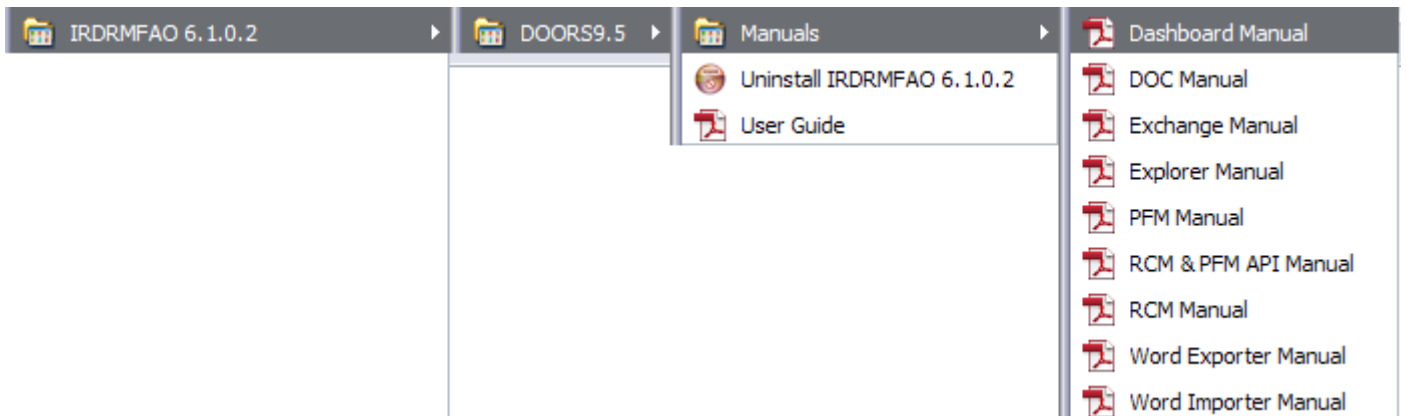 IRDRMFAO 6.1.0.2
DOORS9.5
Manuals
Uninstall IRDRMFAO 6.1.0.2
User Guide
Dashboard Manual
DOC Manual
Exchange Manual
Explorer Manual
PFM Manual
RCM & PFM API Manual
RCM Manual
Word Exporter Manual
Word Importer Manual